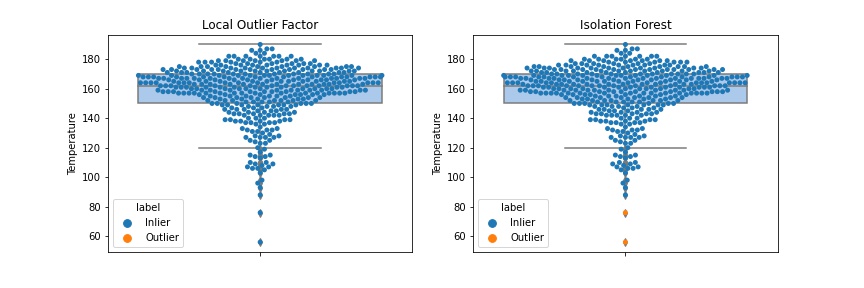 Local Outlier Factor
Temperature
180
160
140
120
100
80
60
label
Inlier
Outlier
Isolation Forest
Temperature
180
160
140
120
100
80
60
label
Inlier
Outlier